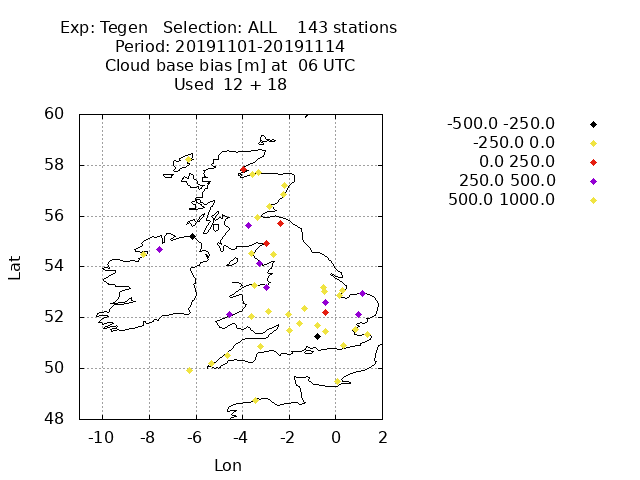 Exp: Tegen   Selection: ALL    143 stations
Period: 20191101-20191114
Cloud base bias [m] at  06 UTC
Used  12 + 18
-500.0 -250.0
-250.0 0.0
0.0 250.0
250.0 500.0
500.0 1000.0
60
58
56
54
52
50
48
Lat
-10 -8 -6 -4 -2 0 2
Lon